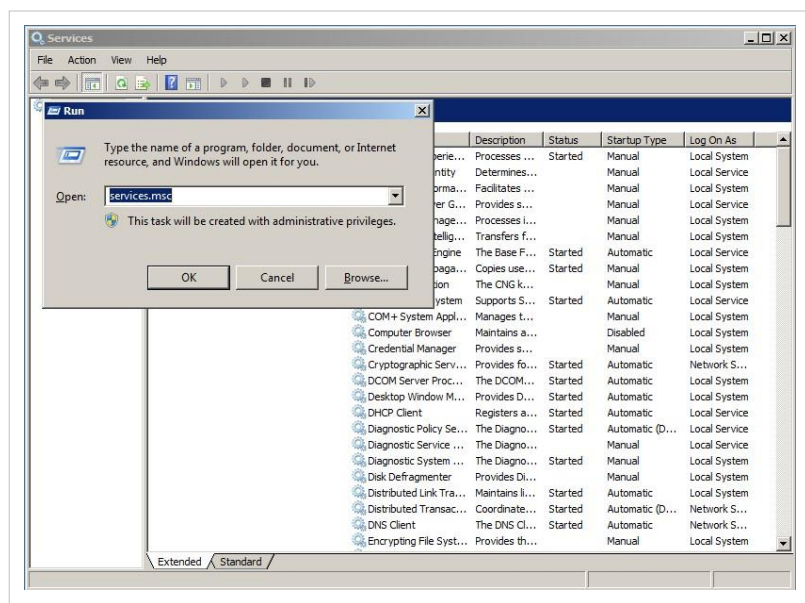 Services
File Action View Help
Run
Type the name of a program, folder, document, or Internet
resource, and Windows will open it for you.
Open: services.msc
This task will be created with administrative privileges.
OK Cancel Browse...
Description Status Startup Type Log On As
perie... Processes ... Started Manual Local System
ntity Determines... Manual Local Service
orma... Facilitates ... Manual Local System
er G... Provides s... Manual Local Service
nage... Processes i... Manual Local System
tellig... Transfers f... Manual Local System
Engine The Base F... Started Automatic Local Service
paga... Copies use... Started Manual Local System
tion The CNG k... Manual Local System
ystem Supports S... Started Automatic Local Service
COM+ System Appl... Manages t... Manual Local System
Computer Browser Maintains a... Disabled Local System
Credential Manager Provides s... Manual Local System
Cryptographic Serv... Provides fo... Started Automatic Network S...
DCOM Server Proc... The DCOM... Started Automatic Local System
Desktop Window M... Provides D... Started Automatic Local System
DHCP Client Registers a... Started Automatic Local Service
Diagnostic Policy Se... The Diagno... Started Automatic (D... Local Service
Diagnostic Service ... The Diagno... Manual Local Service
Diagnostic System ... The Diagno... Started Manual Local System
Disk Defragmenter Provides Di... Manual Local System
Distributed Link Tra... Maintains li... Started Automatic Local System
Distributed Transac... Coordinate... Started Automatic (D... Network S...
DNS Client The DNS Cl... Started Automatic Network S...
Encrypting File Syst... Provides th... Manual Local System
Extended Standard